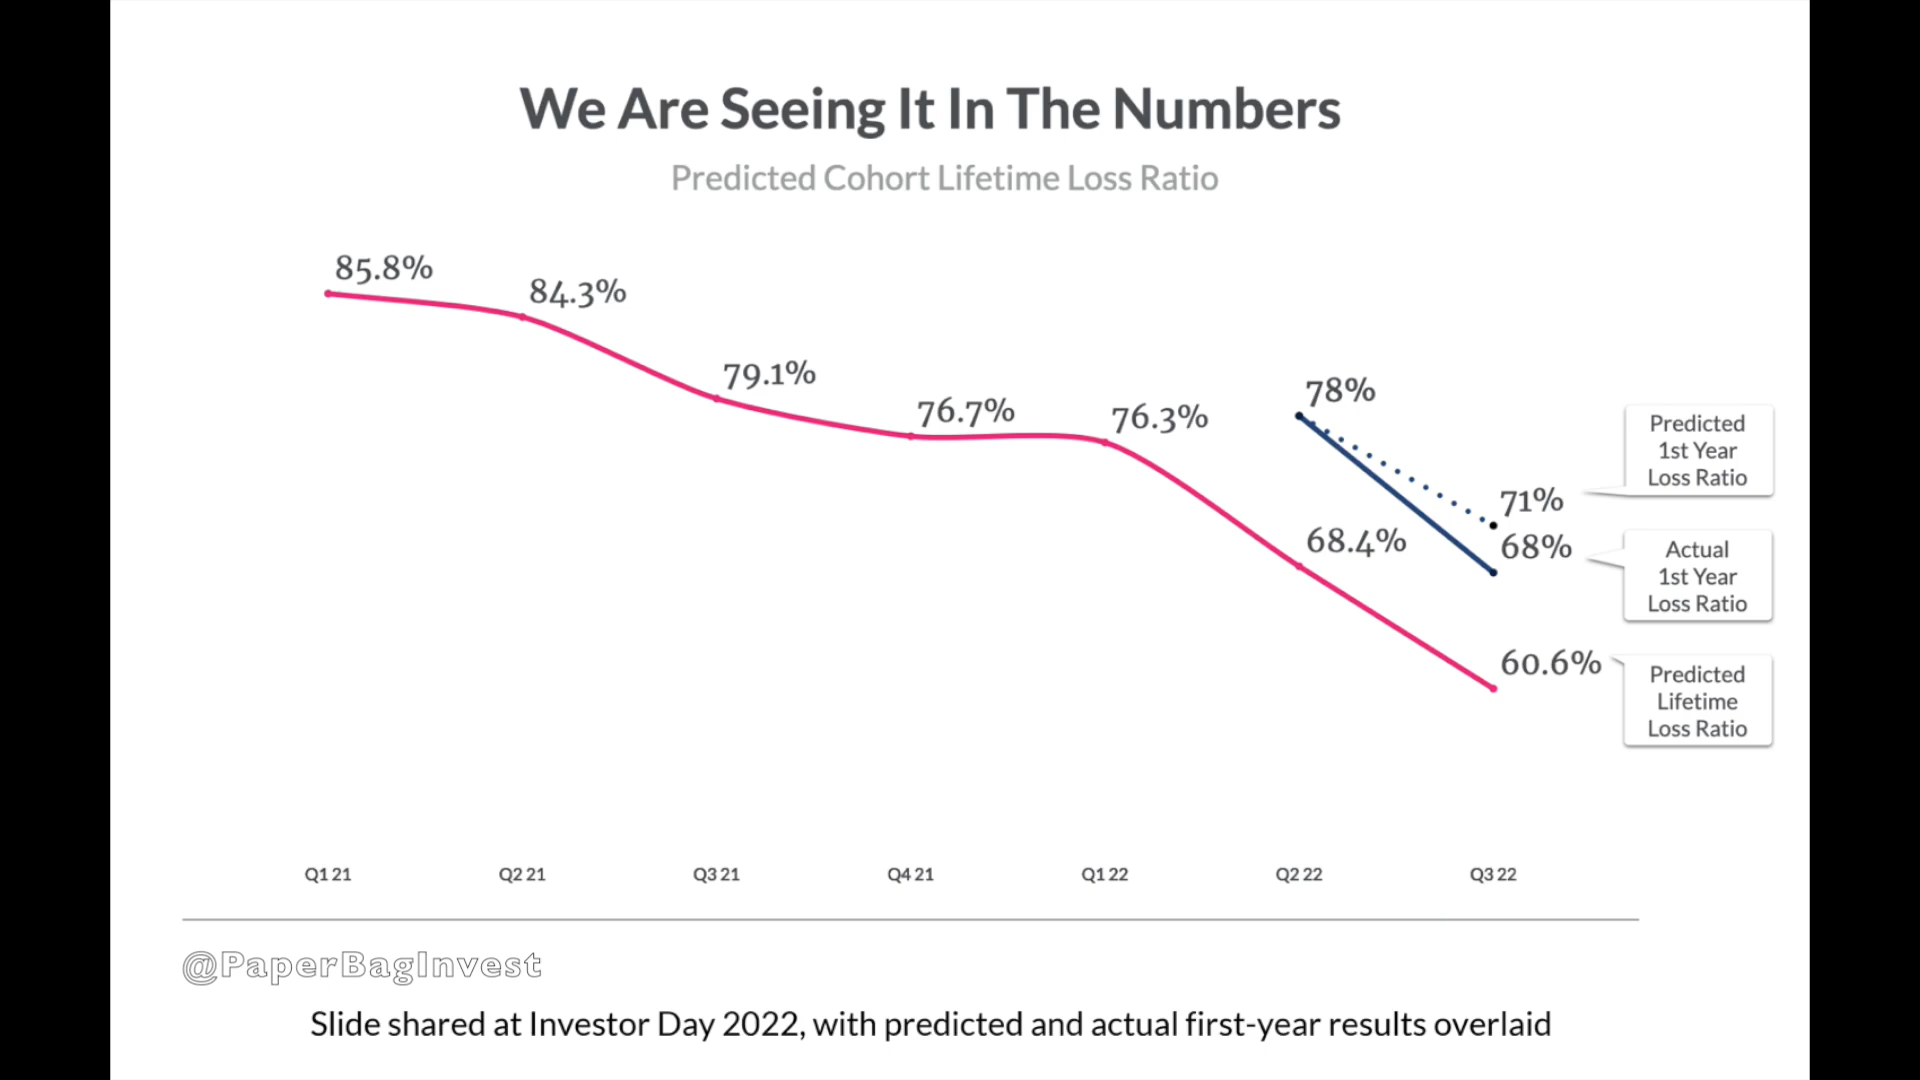 We Are Seeing It In The Numbers
Predicted Cohort Lifetime Loss Ratio
85.8%
84.3%
79.1%
76.7%
76.3%
78%
68.4%
71%
68%
60.6%
Predicted
1st Year
Loss Ratio
Actual
1st Year
Loss Ratio
Predicted
Lifetime
Loss Ratio
Q1 21
Q2 21
Q3 21
Q4 21
Q1 22
Q2 22
Q3 22
@PaperBagInvest
Slide shared at Investor Day 2022, with predicted and actual first-year results overlaid